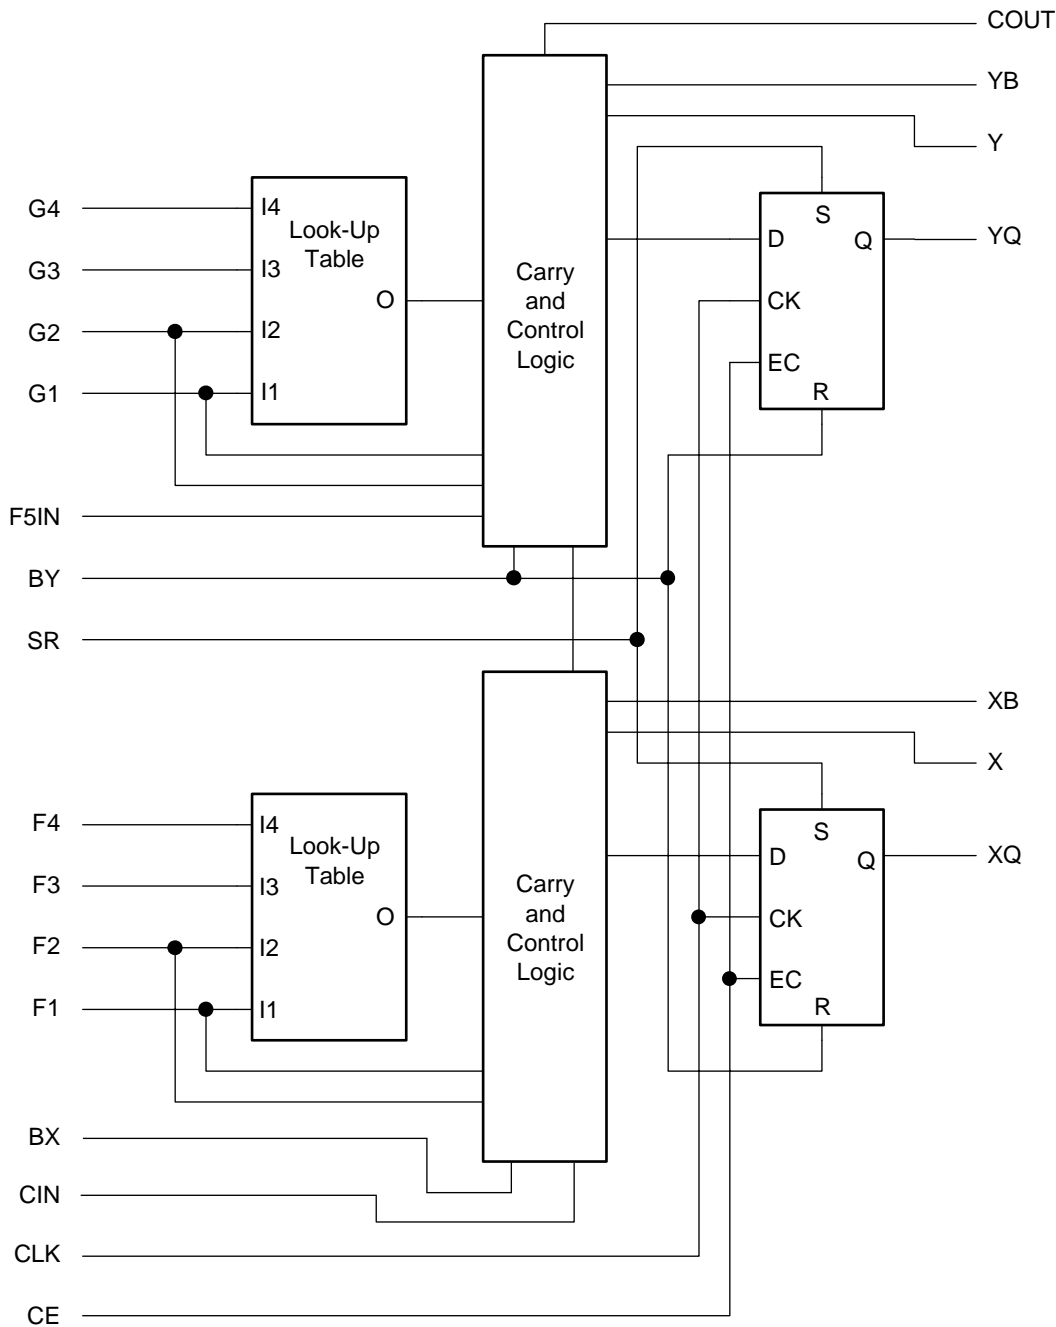 COUT
YB
Y
G4
I4
Look-Up
Table
S
D
Q
YQ
G3
I3
Carry
and
Control
Logic
O
CK
G2
I2
EC
G1
I1
R
F5IN
BY
SR
XB
X
F4
I4
Look-Up
Table
S
D
Q
XQ
F3
I3
Carry
and
Control
Logic
O
CK
F2
I2
EC
F1
I1
R
BX
CIN
CLK
CE